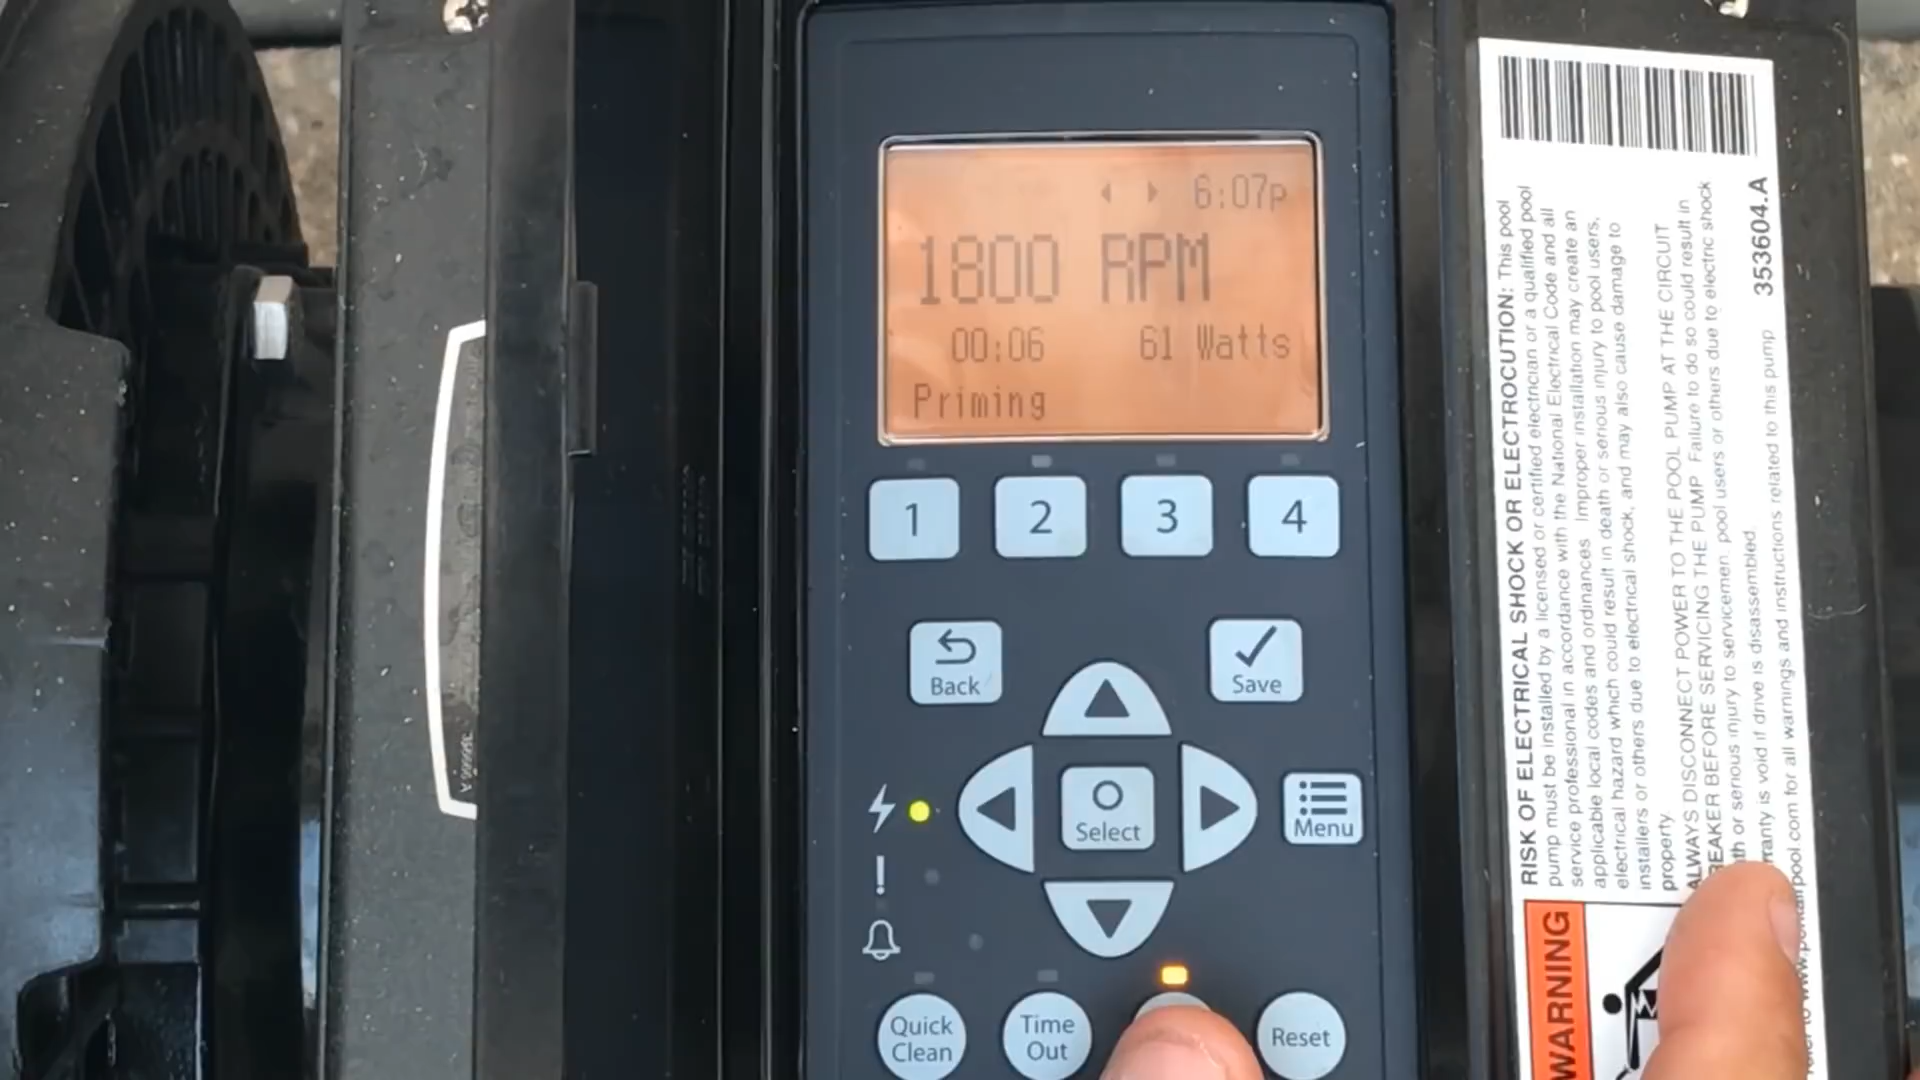 6:07p
1800 RPM
00:06 61 Watts
Priming
1 2 3 4
Back
Save
Select
Menu
Quick Clean
Time Out
Reset
RISK OF ELECTRICAL SHOCK OR ELECTROCUTION: This pool
pump must be installed by a licensed or certified electrician or a qualified pool
service professional in accordance with the National Electrical Code and all
applicable local codes and ordinances. Improper installation may create an
electrical hazard which could result in death or serious injury to pool users,
installers or others due to electrical shock, and may also cause damage to
property.
ALWAYS DISCONNECT POWER TO THE POOL PUMP AT THE CIRCUIT
BREAKER BEFORE SERVICING THE PUMP. Failure to do so could result in
or serious injury to servicemen, pool users or others due to electric shock
is void if drive is disassembled.
for all warnings and instructions related to this pump
353604.A
WARNING